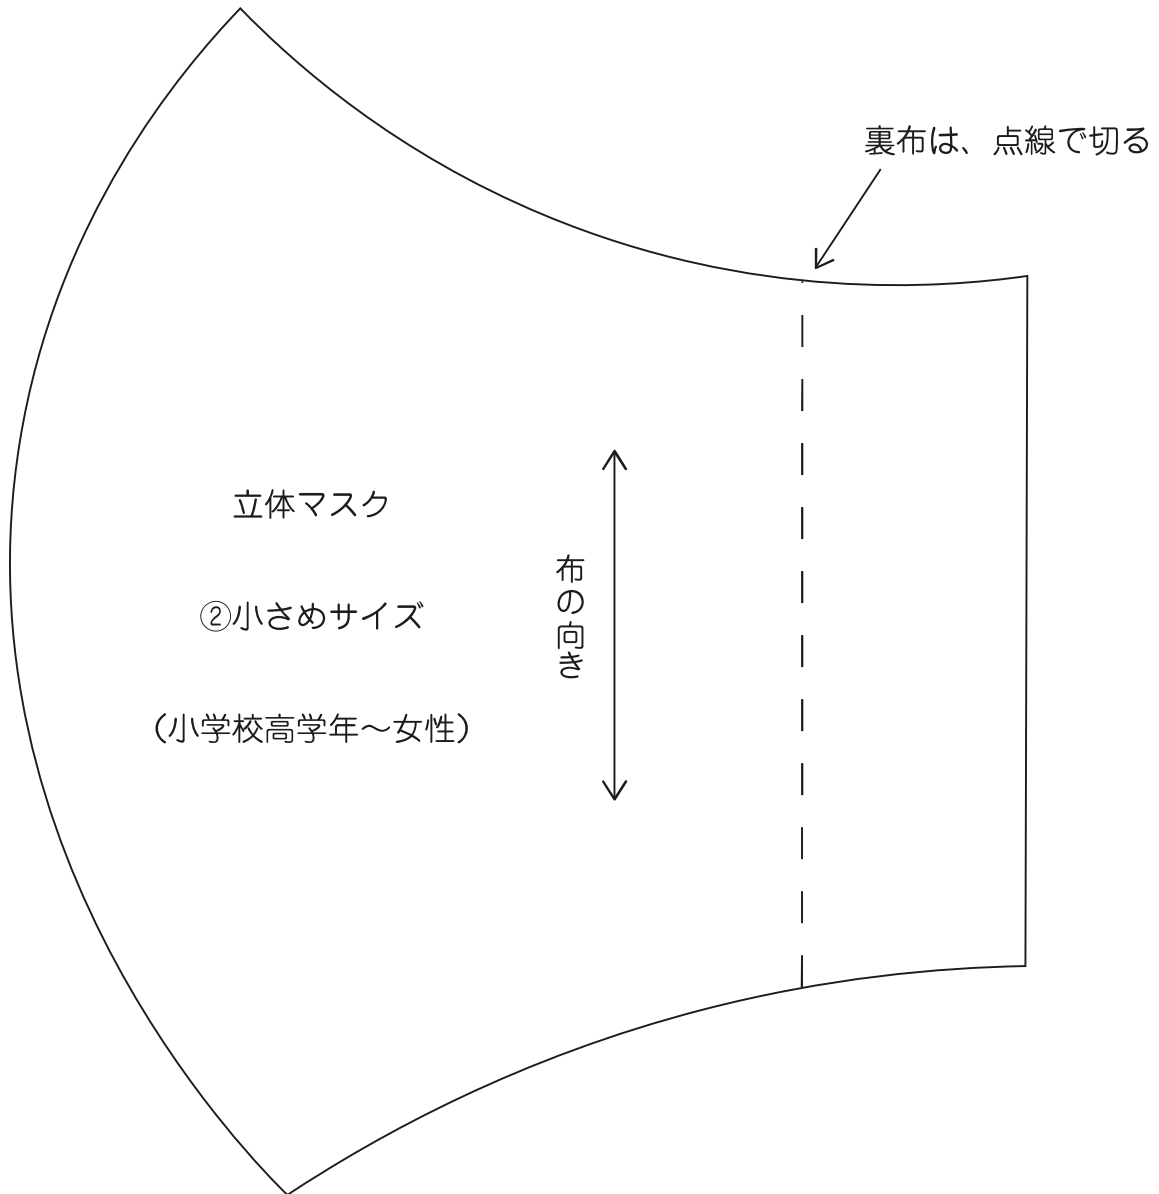 裏布は、点線で切る
立体マスク
②小さめサイズ
(小学校高学年～女性)
布の向き